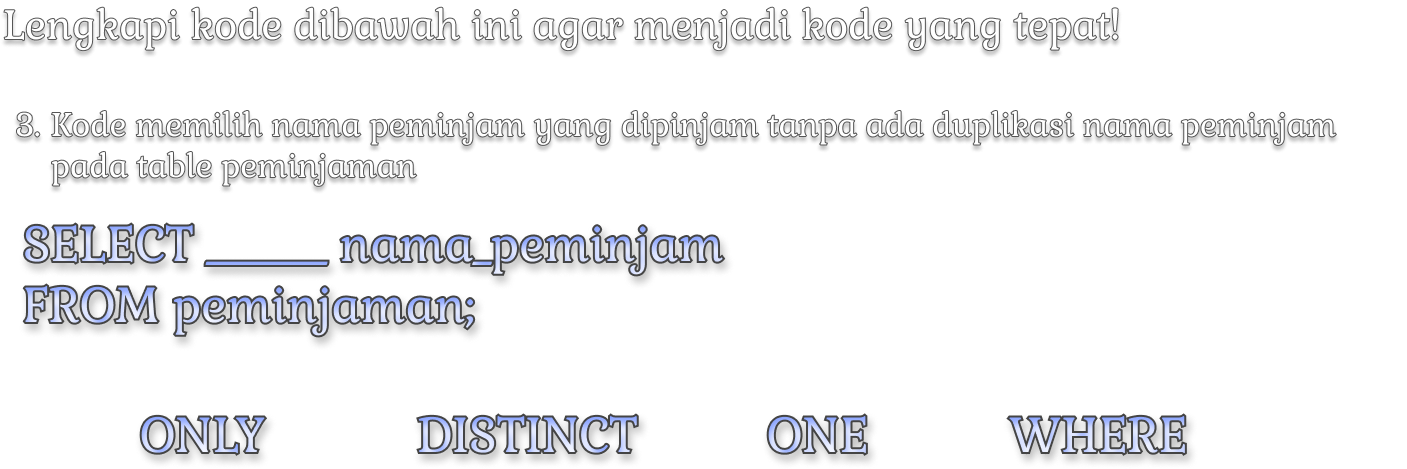 Lengkapi kode dibawah ini agar menjadi kode yang tepat!
3. Kode memilih nama peminjam yang dipinjam tanpa ada duplikasi nama peminjam
pada table peminjaman
SELECT ______ nama_peminjam
FROM peminjaman;
ONLY DISTINCT ONE WHERE